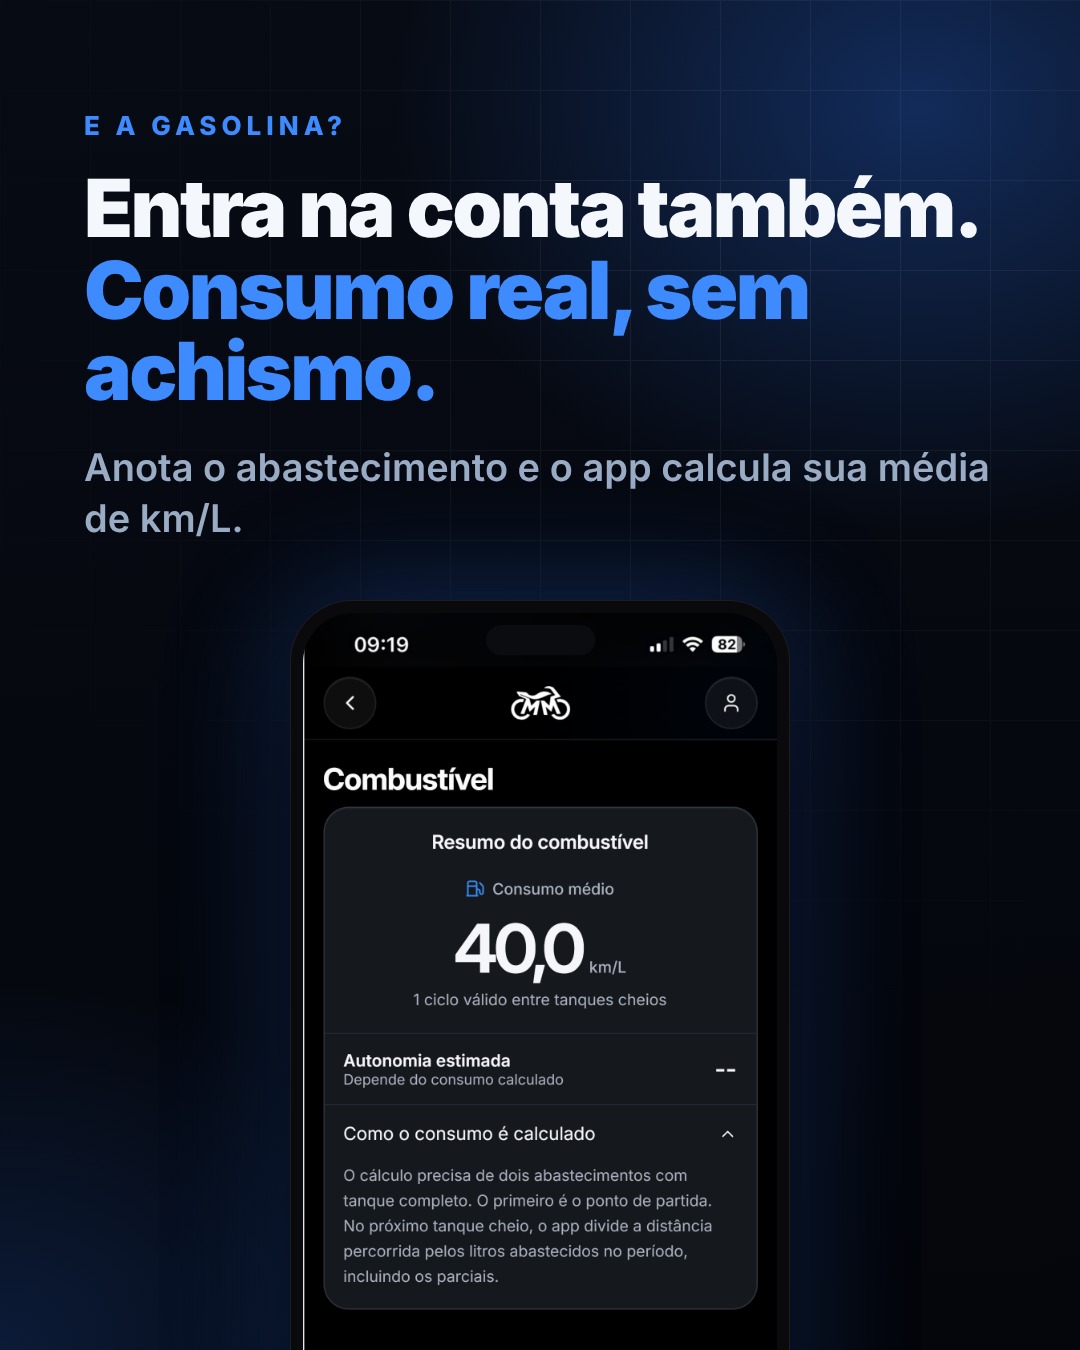 E A GASOLINA?
Entra na conta também.
Consumo real, sem
achismo.
Anota o abastecimento e o app calcula sua média
de km/L.
09:19
82
MM
Combustível
Resumo do combustível
Consumo médio
40,0 km/L
1 ciclo válido entre tanques cheios
Autonomia estimada
--
Depende do consumo calculado
Como o consumo é calculado
O cálculo precisa de dois abastecimentos com
tanque completo. O primeiro é o ponto de partida.
No próximo tanque cheio, o app divide a distância
percorrida pelos litros abastecidos no período,
incluindo os parciais.